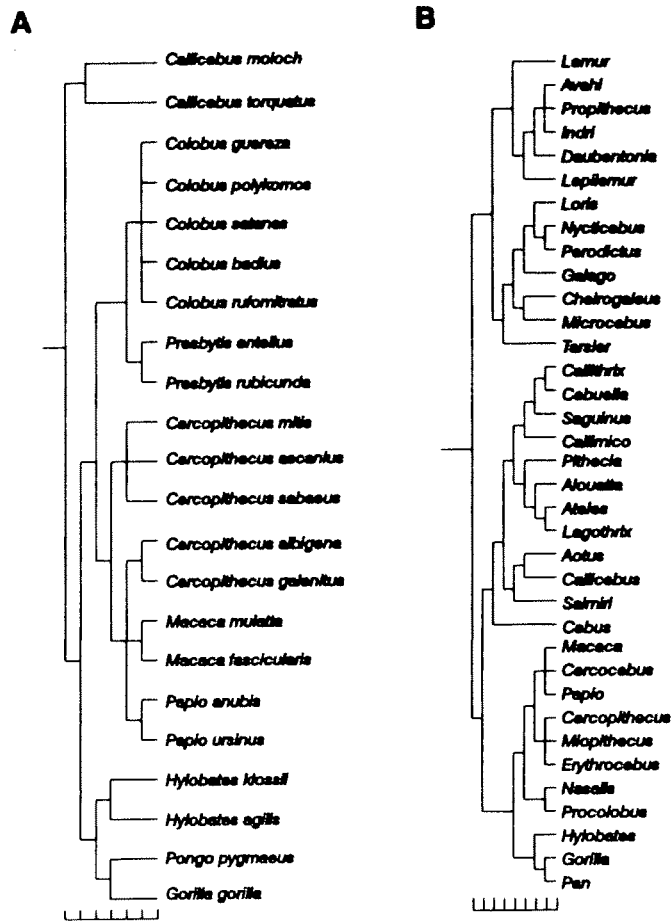 A
Callicebus moloch
Callicebus torquatus
Colobus guereza
Colobus polykomos
Colobus satanas
Colobus badius
Colobus rufomitratus
Presbytis entellus
Presbytis rubicunda
Cercopithecus mitis
Cercopithecus ascanius
Cercopithecus sabaeus
Cercopithecus albigena
Cercopithecus galeritus
Macaca mulatta
Macaca fascicularis
Papio anubis
Papio ursinus
Hylobates klossii
Hylobates agilis
Pongo pygmaeus
Gorilla gorilla
B
Lemur
Avahi
Propithecus
Indri
Daubentonia
Lepilemur
Loris
Nycticebus
Perodictus
Galago
Cheirogaleus
Microcebus
Tarsier
Callithrix
Cebuella
Saguinus
Callimico
Pithecia
Alouatta
Ateles
Lagothrix
Aotus
Callicebus
Saimiri
Cebus
Macaca
Cercocebus
Papio
Cercopithecus
Miopithecus
Erythrocebus
Nasalis
Procolobus
Hylobates
Gorilla
Pan